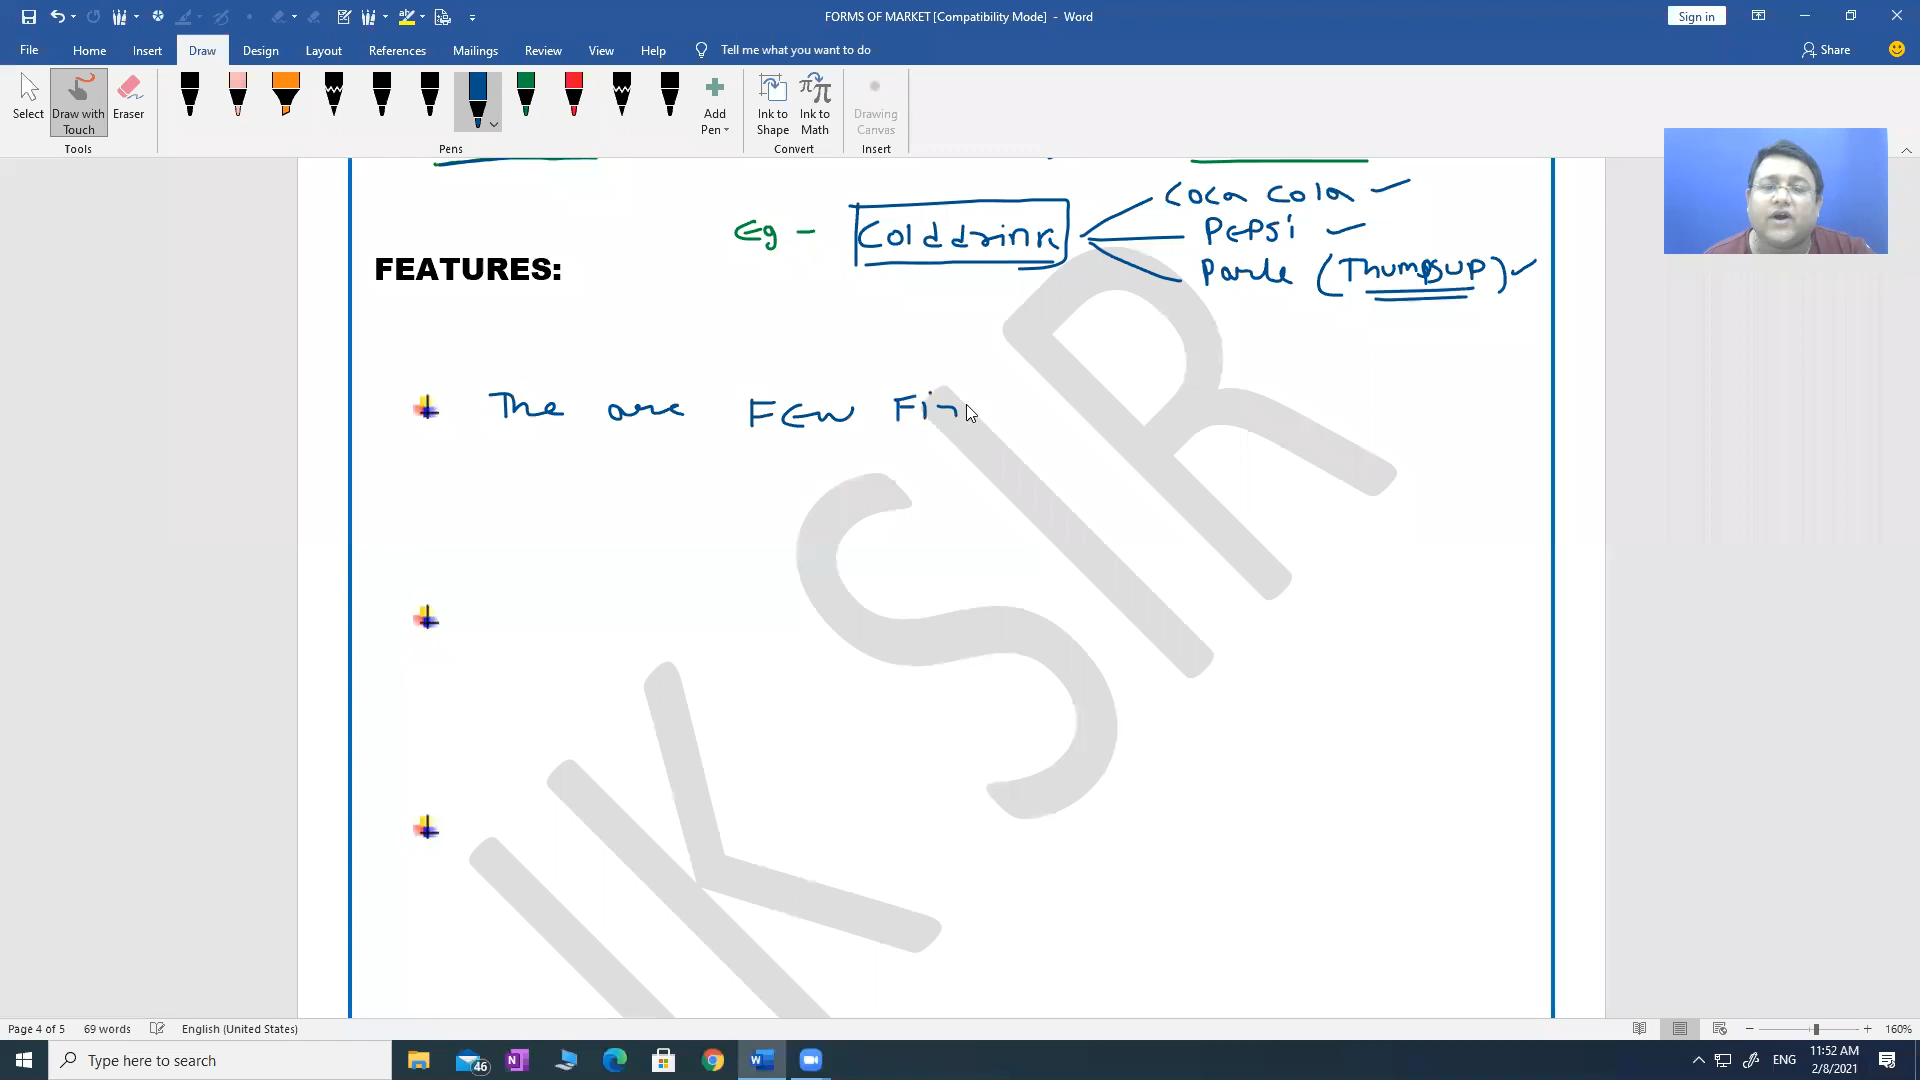 FORMS OF MARKET [Compatibility Mode] - Word
Sign in
File Home Insert Draw Design Layout References Mailings Review View Help Tell me what you want to do
Share
Select
Draw with Touch
Eraser
Add Pen
Ink to Shape
Ink to Math
Drawing Canvas
Tools
Pens
Convert
Insert
Eg - Cold drink
Coca Cola
PEPSI
Parle (Thumpsup)
FEATURES:
The are FEW Fir
IK SIR
Page 4 of 5 69 words English (United States)
160%
Type here to search
46
ENG
11:52 AM
2/8/2021